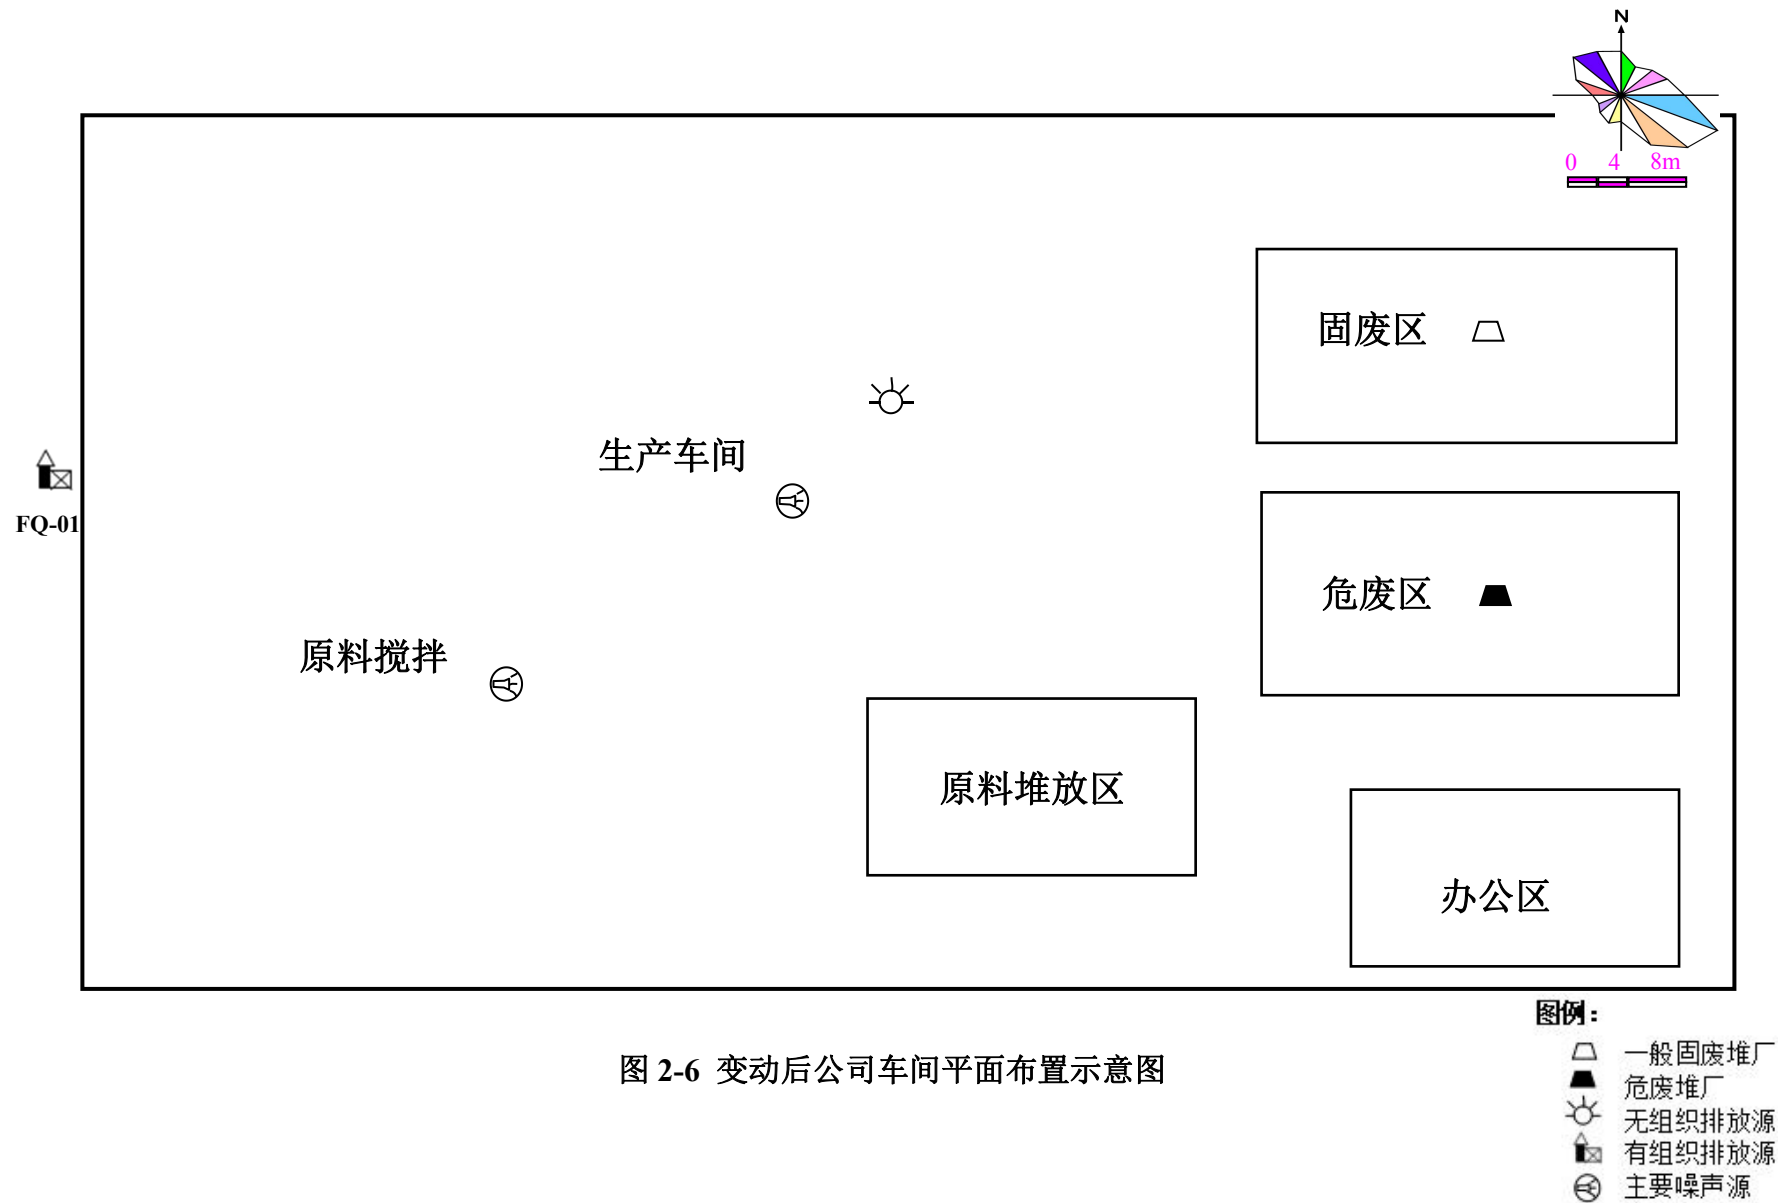 N
0 4 8m
固废区
生产车间
FQ-01
危废区
原料搅拌
原料堆放区
办公区
图例：
图 2-6 变动后公司车间平面布置示意图
一般固废堆厂
危废堆厂
无组织排放源
有组织排放源
主要噪声源